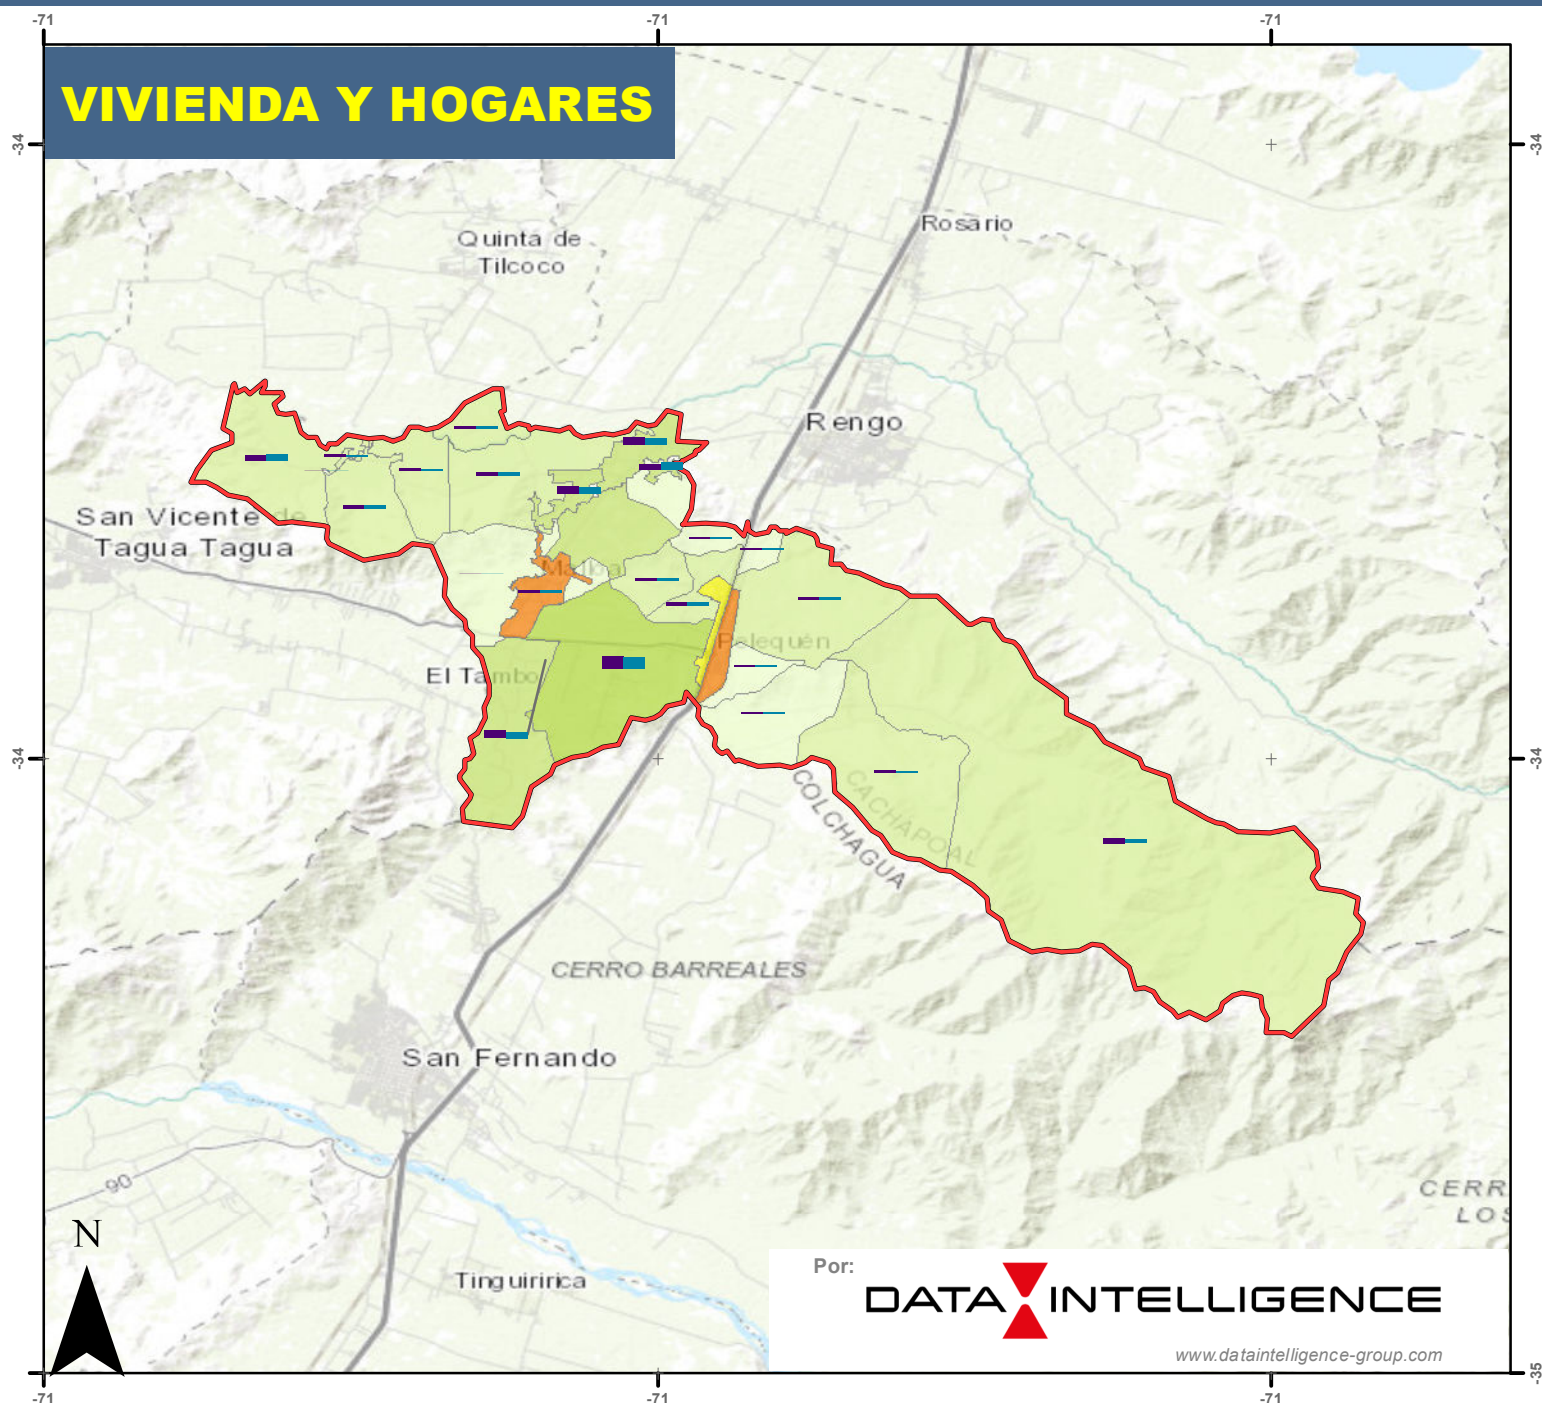 -71
-71
-71
VIVIENDA Y HOGARES
-34
-34
Rosario
Quinta de
Tilcoco
Rengo
San Vicente de
Tagua Tagua
Malloa
Pelequén
El Tambo
-34
-34
COLCHAGUA
CACHAPOAL
CERRO BARREALES
San Fernando
90
CERR
LOS
N
Tinguiririca
Por:
DATA INTELLIGENCE
www.dataintelligence-group.com
-35
-71
-71
-71